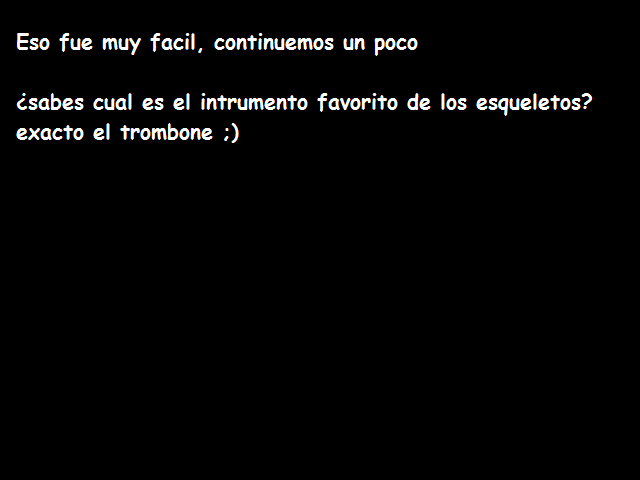 Eso fue muy facil, continuemos un poco
¿sabes cual es el intrumento favorito de los esqueletos?
exacto el trombone ;)